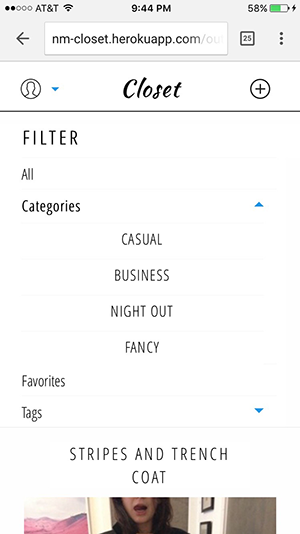 AT&T 9:44 PM 58%
nm-closet.herokuapp.com/ou 25
Closet
FILTER
All
Categories
CASUAL
BUSINESS
NIGHT OUT
FANCY
Favorites
Tags
STRIPES AND TRENCH
COAT